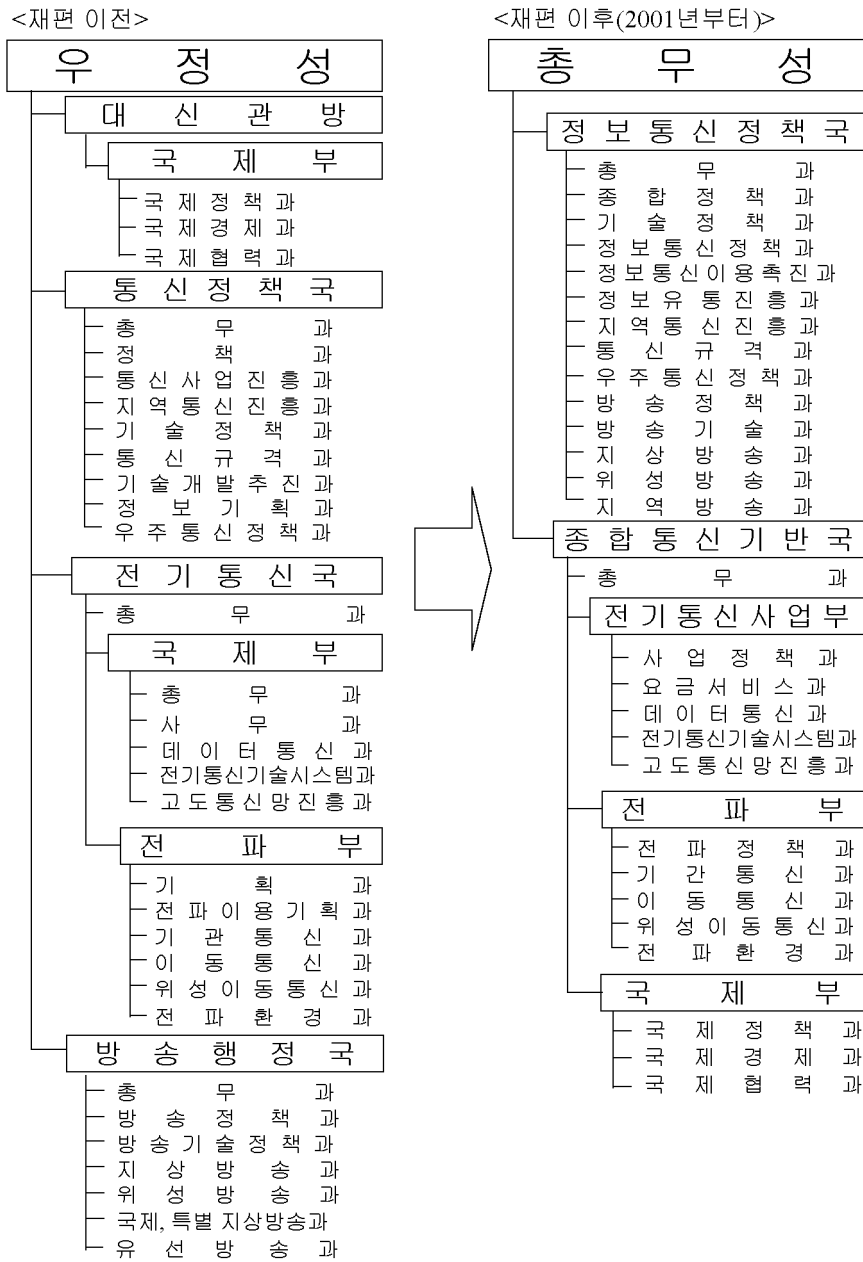 <재편 이전>
우정성
대신관방
국제부
국제정책과
국제경제과
국제협력과
통신정책국
총무과
정책과
통신사업진흥과
지역통신진흥과
기술정책과
통신규격과
기술개발추진과
정보기획과
우주통신정책과
전기통신국
총무과
국제부
총무과
사무과
데이터통신과
전기통신기술시스템과
고도통신망진흥과
전파부
기획과
전파이용기획과
기관통신과
이동통신과
위성이동통신과
전파환경과
방송행정국
총무과
방송정책과
방송기술정책과
지상방송과
위성방송과
국제, 특별 지상방송과
유선방송과
<재편 이후(2001년부터)>
총무성
정보통신정책국
총무과
종합정책과
기술정책과
정보통신정책과
정보통신이용촉진과
정보유통진흥과
지역통신진흥과
통신규격과
우주통신정책과
방송정책과
방송기술과
지상방송과
위성방송과
지역방송과
종합통신기반국
총무과
전기통신사업부
사업정책과
요금서비스과
데이터통신과
전기통신기술시스템과
고도통신망진흥과
전파부
전파정책과
기간통신과
이동통신과
위성이동통신과
전파환경과
국제부
국제정책과
국제경제과
국제협력과